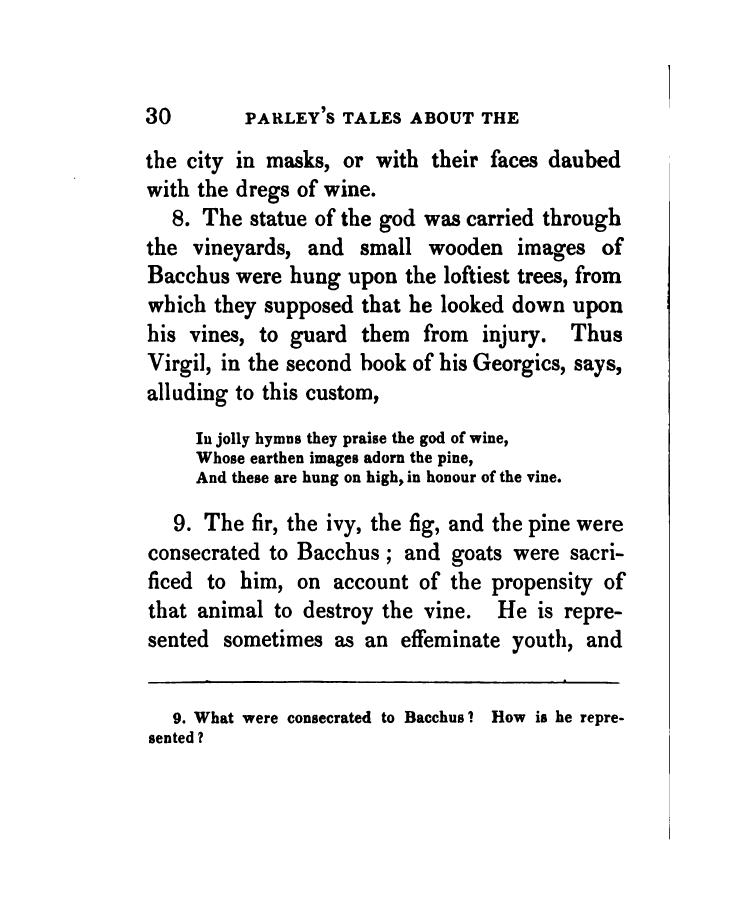 30 PARLEY'S TALES ABOUT THE
the city in masks, or with their faces daubed
with the dregs of wine.
8. The statue of the god was carried through
the vineyards, and small wooden images of
Bacchus were hung upon the loftiest trees, from
which they supposed that he looked down upon
his vines, to guard them from injury. Thus
Virgil, in the second book of his Georgics, says,
alluding to this custom,
In jolly hymns they praise the god of wine,
Whose earthen images adorn the pine,
And these are hung on high, in honour of the vine.
9. The fir, the ivy, the fig, and the pine were
consecrated to Bacchus ; and goats were sacri-
ficed to him, on account of the propensity of
that animal to destroy the vine. He is repre-
sented sometimes as an effeminate youth, and
9. What were consecrated to Bacchus? How is he repre-
sented?